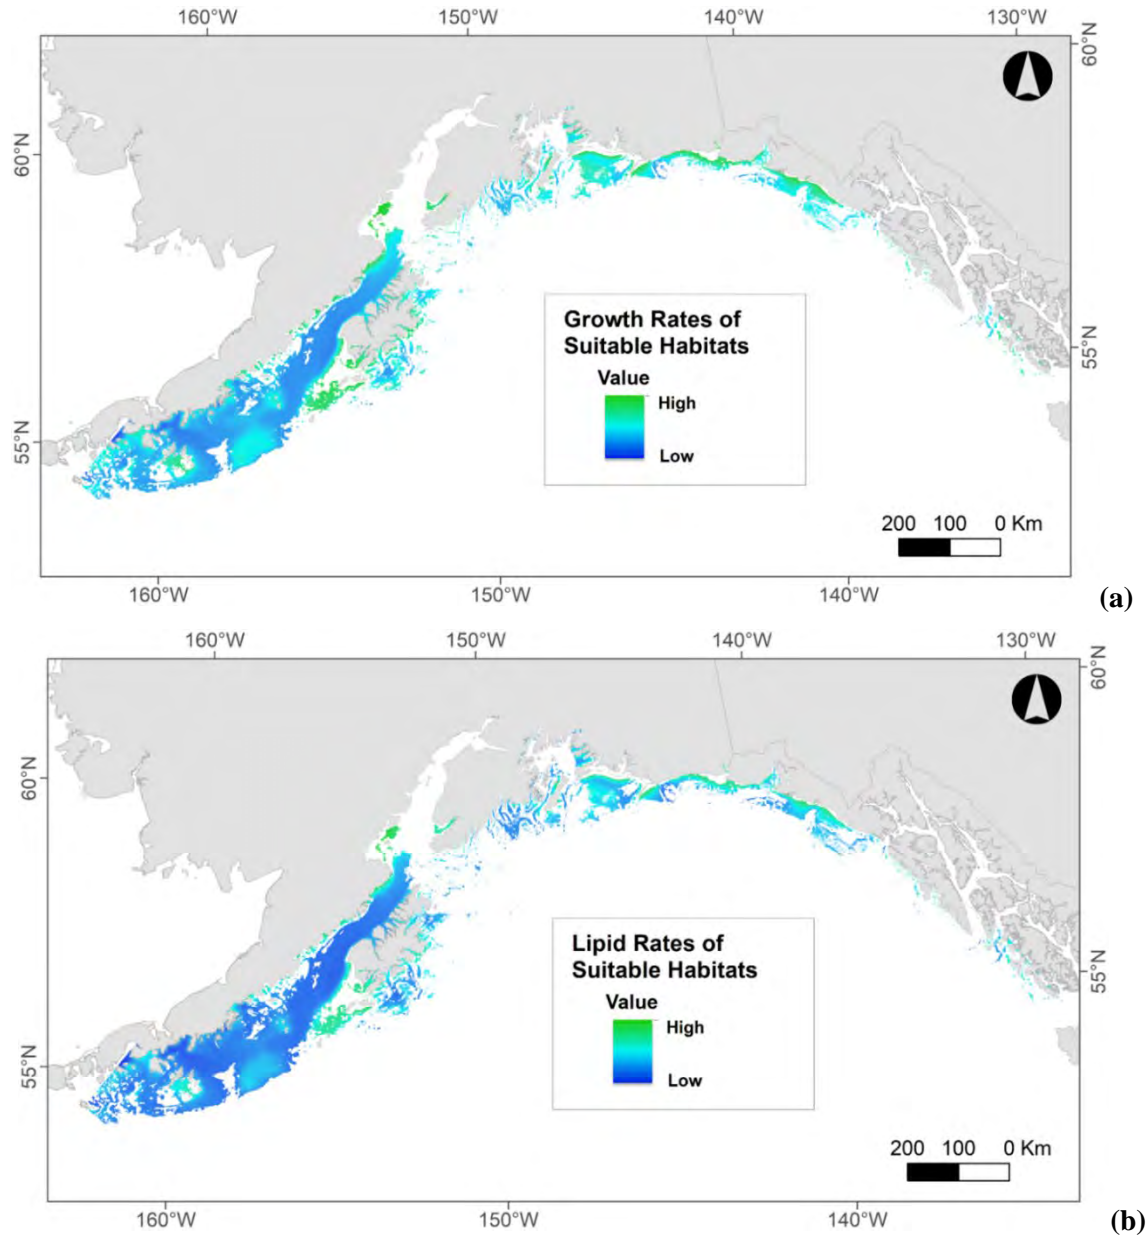 160°W 150°W 140°W 130°W
60°N
60°N
Growth Rates of
Suitable Habitats
Value
High
Low
55°N
55°N
200 100 0 Km
160°W 150°W 140°W
(a)
160°W 150°W 140°W 130°W
60°N
60°N
Lipid Rates of
Suitable Habitats
Value
High
Low
55°N
55°N
200 100 0 Km
160°W 150°W 140°W
(b)